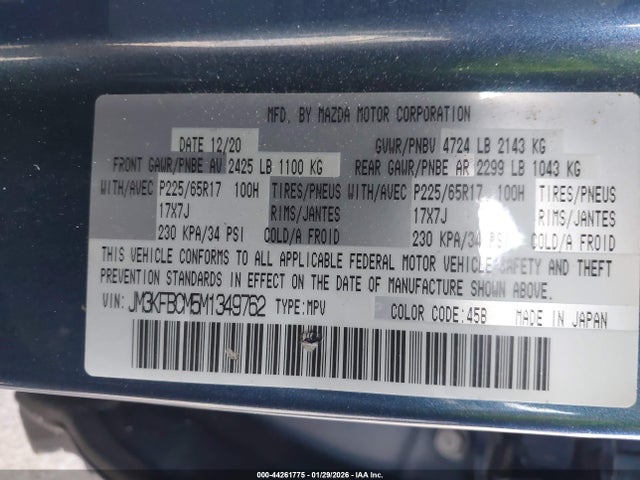 MFD. BY MAZDA MOTOR CORPORATION
DATE 12/20 GVWR/PNBV 4724 LB 2143 KG
FRONT GAWR/PNBE AV 2425 LB 1100 KG REAR GAWR/PNBE AR 2299 LB 1043 KG
WITH/AVEC P225/65R17 100H TIRES/PNEUS WITH/AVEC P225/65R17 100H TIRES/PNEUS
17X7J RIMS/JANTES 17X7J RIMS/JANTES
230 KPA/34 PSI COLD/A FROID 230 KPA/34 PSI COLD/A FROID
THIS VEHICLE CONFORMS TO ALL APPLICABLE FEDERAL MOTOR VEHICLE SAFETY AND THEFT
PREVENTION STANDARDS IN EFFECT ON THE DATE OF MANUFACTURE SHOWN ABOVE.
VIN: JM3KFBCM5M1349762 TYPE:MPV COLOR CODE:45B MADE IN JAPAN
000-44261775 - 01/29/2026 - © IAA Inc.